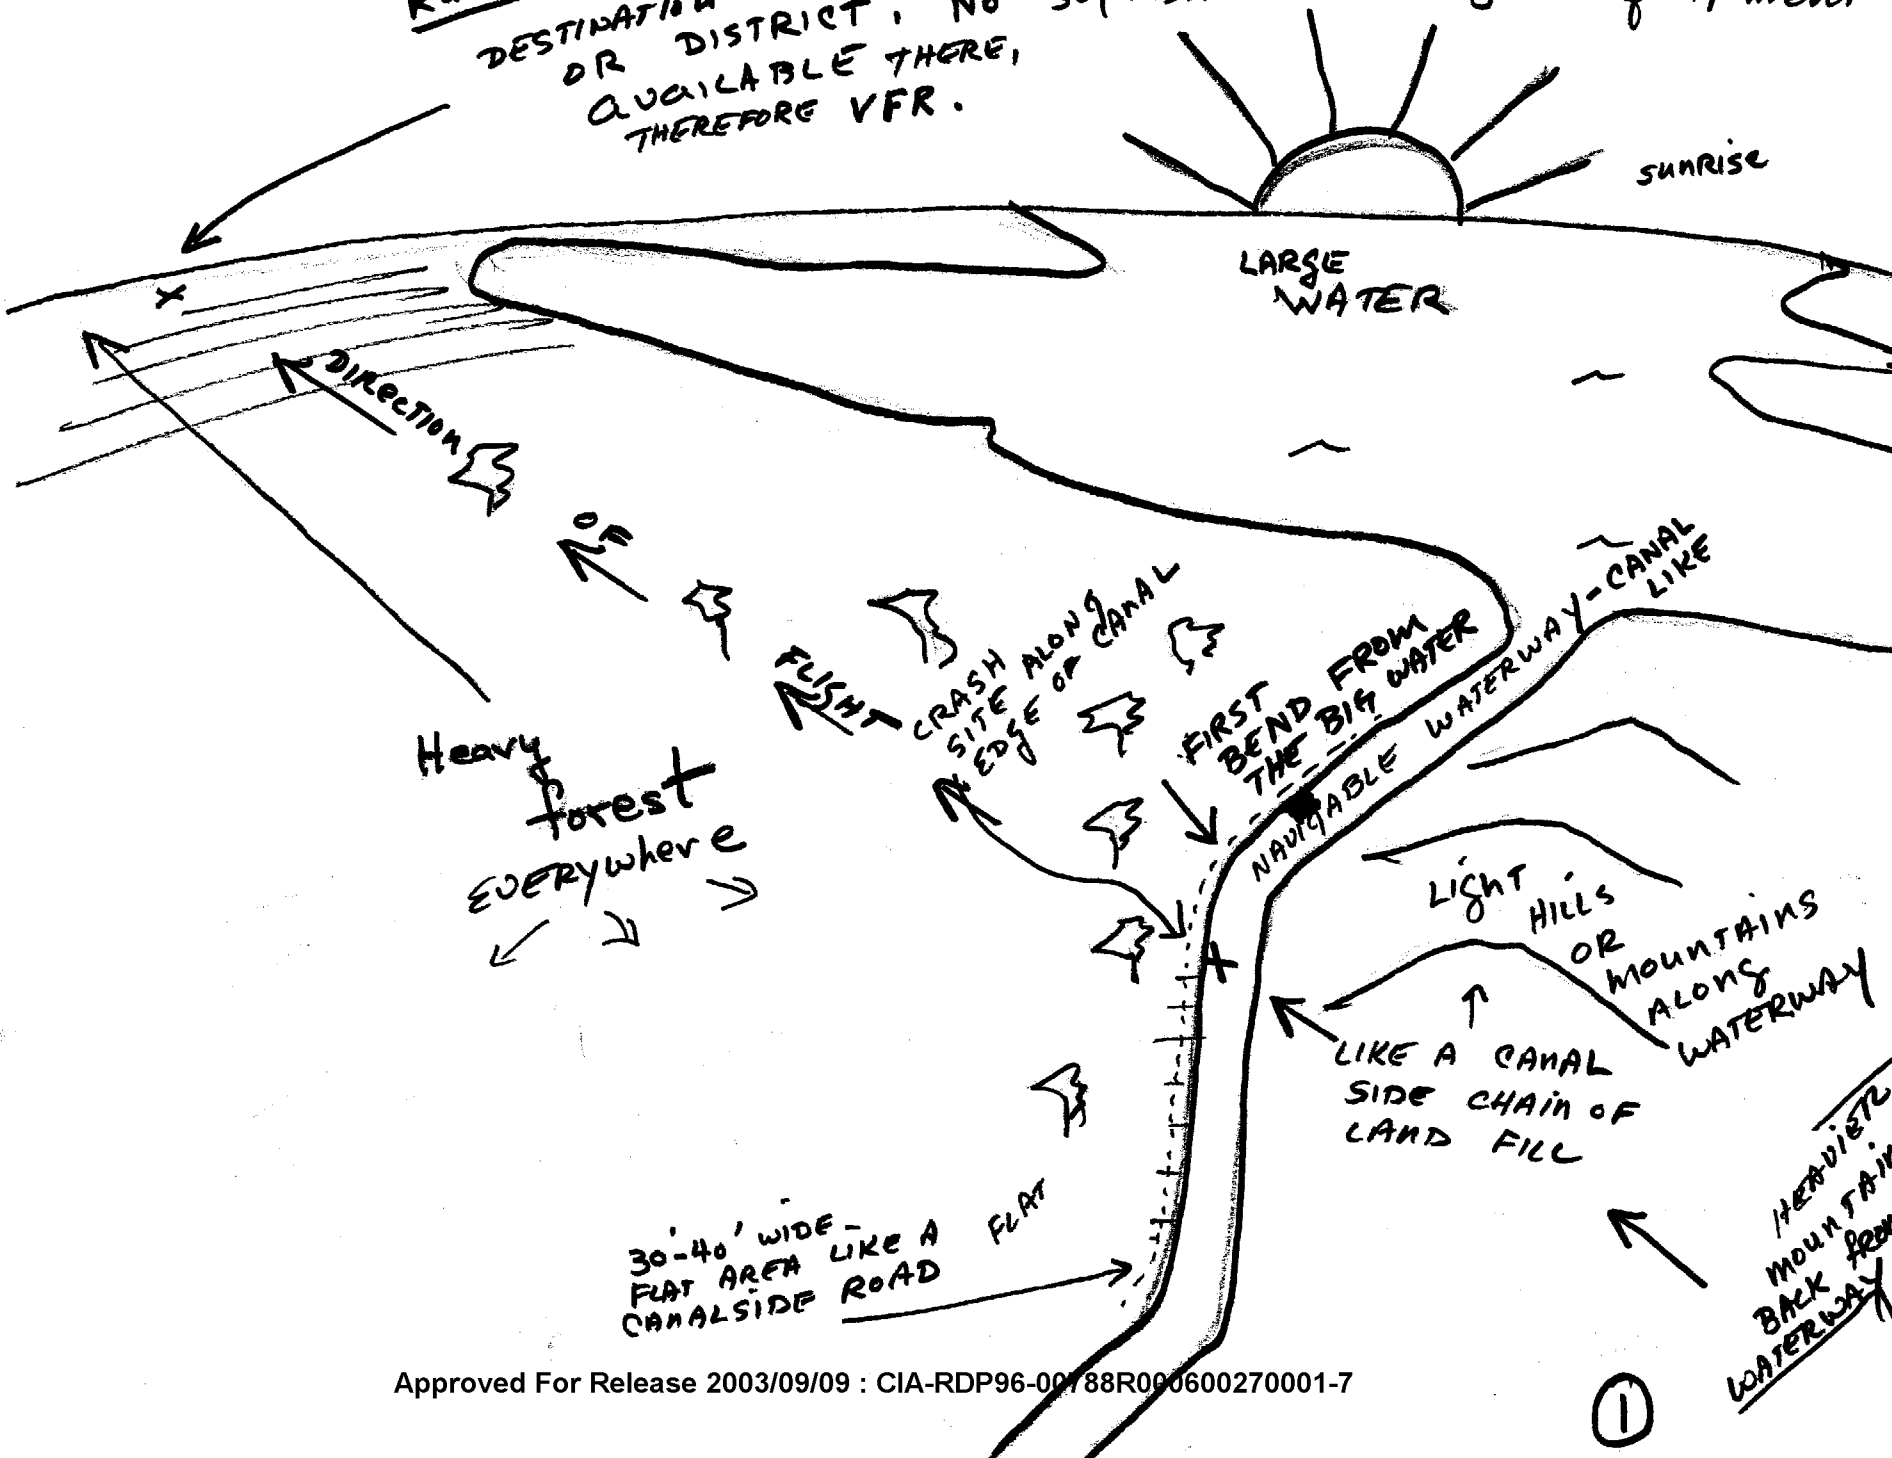 DESTINATION
OR DISTRICT. NO
AVAILABLE THERE,
THEREFORE VFR.
SUNRISE
LARGE
WATER
DIRECTION
OF
FLIGHT
CRASH
SITE ALONG
EDGE OF CANAL
FIRST
BEND FROM
THE BIG WATER
NAVIGABLE WATERWAY - CANAL
LIKE
Heavy
forest
EVERYwhere
LIGHT
HILLS
OR
MOUNTAINS
ALONG
WATERWAY
LIKE A CANAL
SIDE CHAIN OF
LAND FILL
HEAVIER
MOUNTAIN
BACK FROM
WATERWAY
FLAT
30'-40' WIDE -
FLAT AREA LIKE A
CANALSIDE ROAD
Approved For Release 2003/09/09 : CIA-RDP96-00788R000600270001-7
1